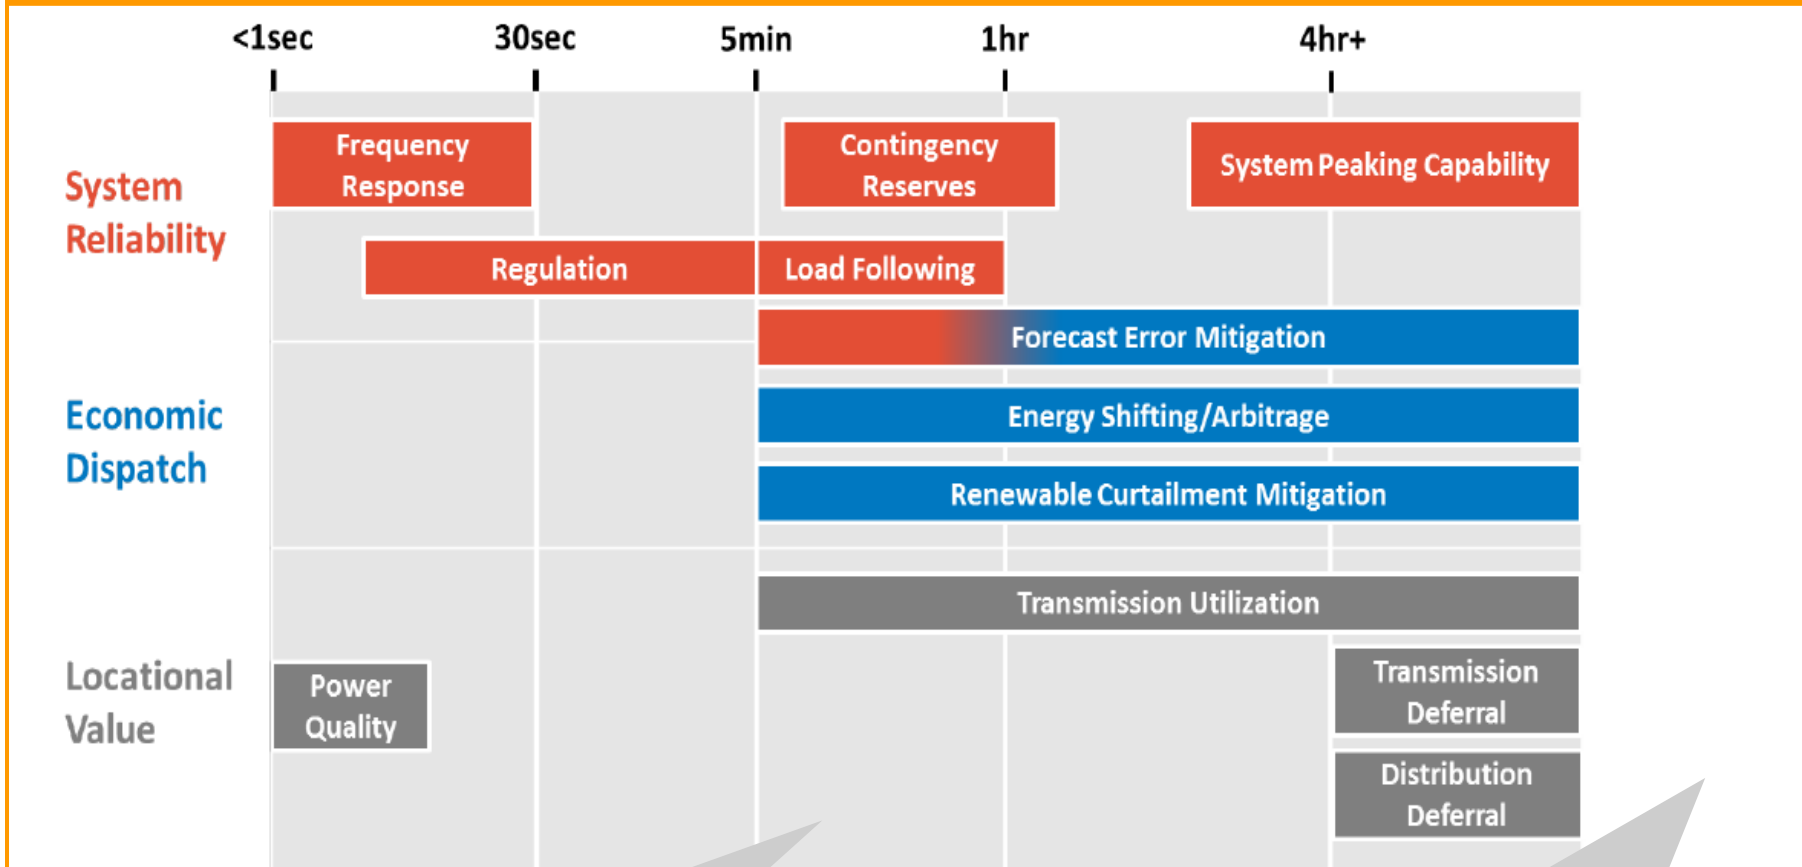 <1sec 30sec 5min 1hr 4hr+
System
Reliability
Frequency
Response
Contingency
Reserves
System Peaking Capability
Regulation
Load Following
Forecast Error Mitigation
Economic
Dispatch
Energy Shifting/Arbitrage
Renewable Curtailment Mitigation
Transmission Utilization
Locational
Value
Power
Quality
Transmission
Deferral
Distribution
Deferral